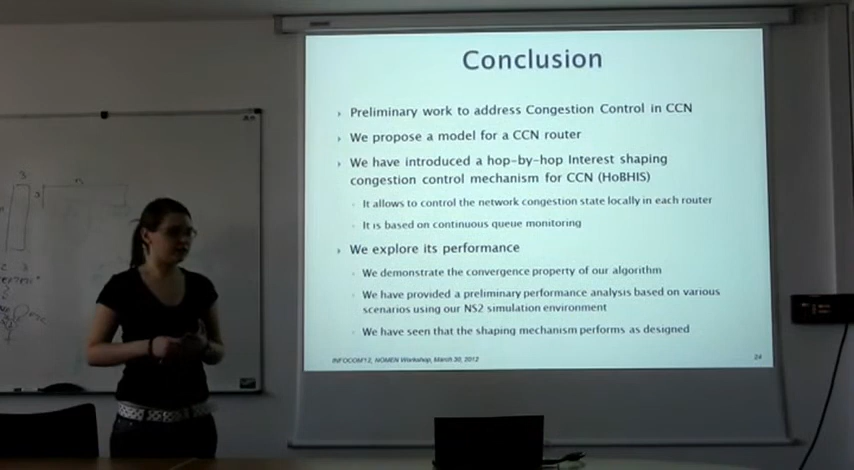 Conclusion
Preliminary work to address Congestion Control in CCN
We propose a model for a CCN router
We have introduced a hop-by-hop Interest shaping
congestion control mechanism for CCN (HoBHIS)
It allows to control the network congestion state locally in each router
It is based on continuous queue monitoring
We explore its performance
We demonstrate the convergence property of our algorithm
We have provided a preliminary performance analysis based on various
scenarios using our NS2 simulation environment
We have seen that the shaping mechanism performs as designed
INFOCOM'12, NOMEN Workshop, March 30, 2012
24